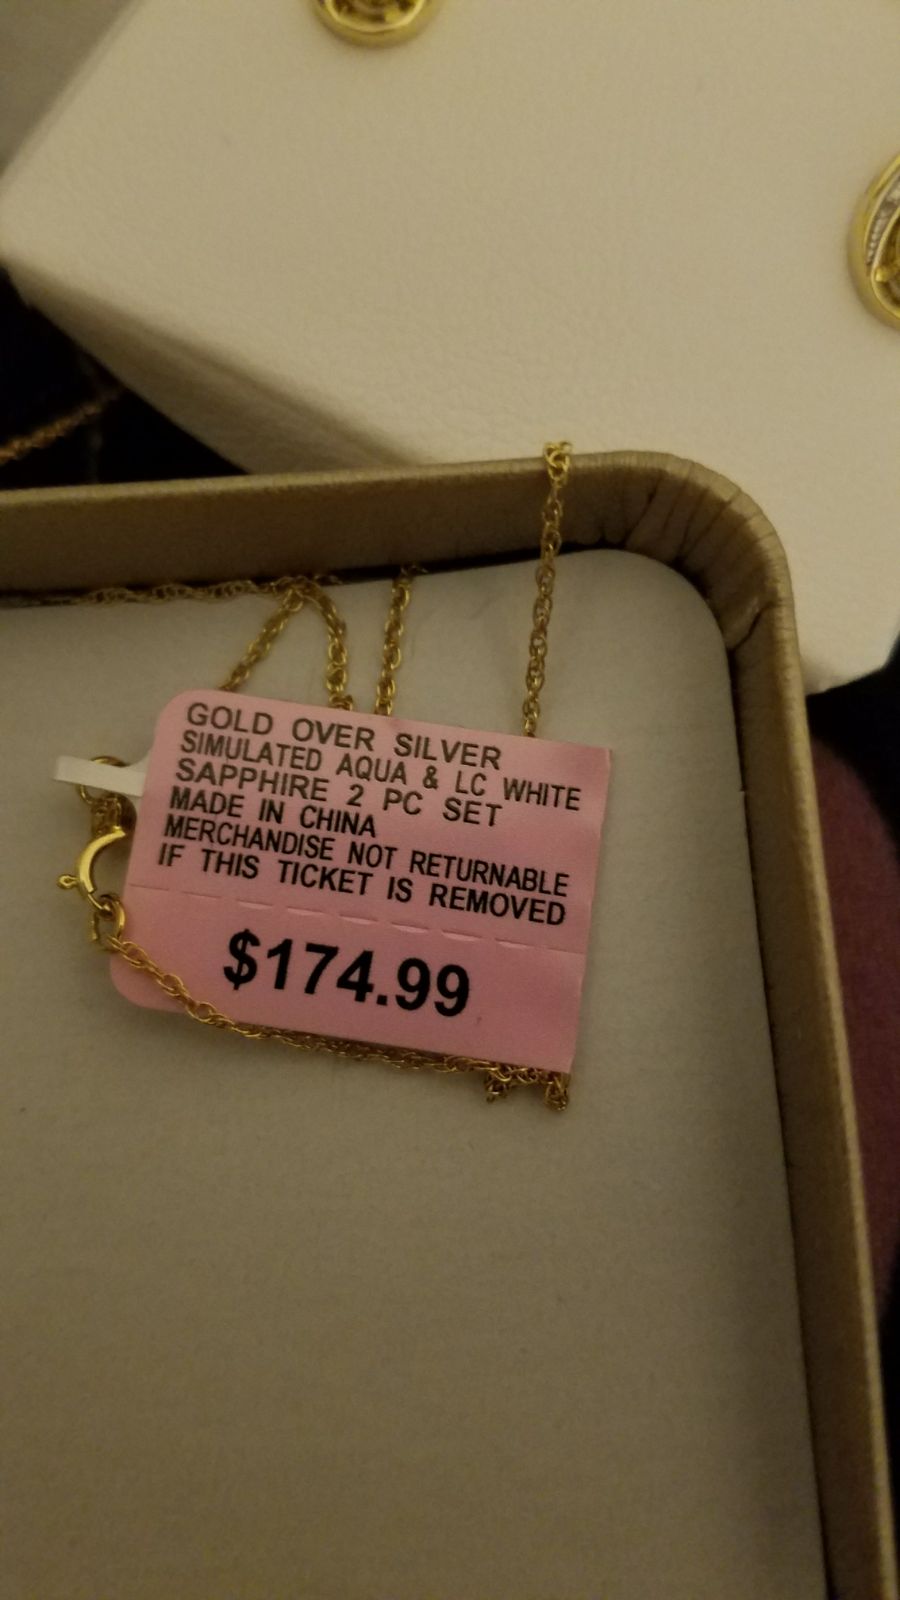 GOLD OVER SILVER
SIMULATED AQUA & LC WHITE
SAPPHIRE 2 PC SET
MADE IN CHINA
MERCHANDISE NOT RETURNABLE
IF THIS TICKET IS REMOVED
$174.99